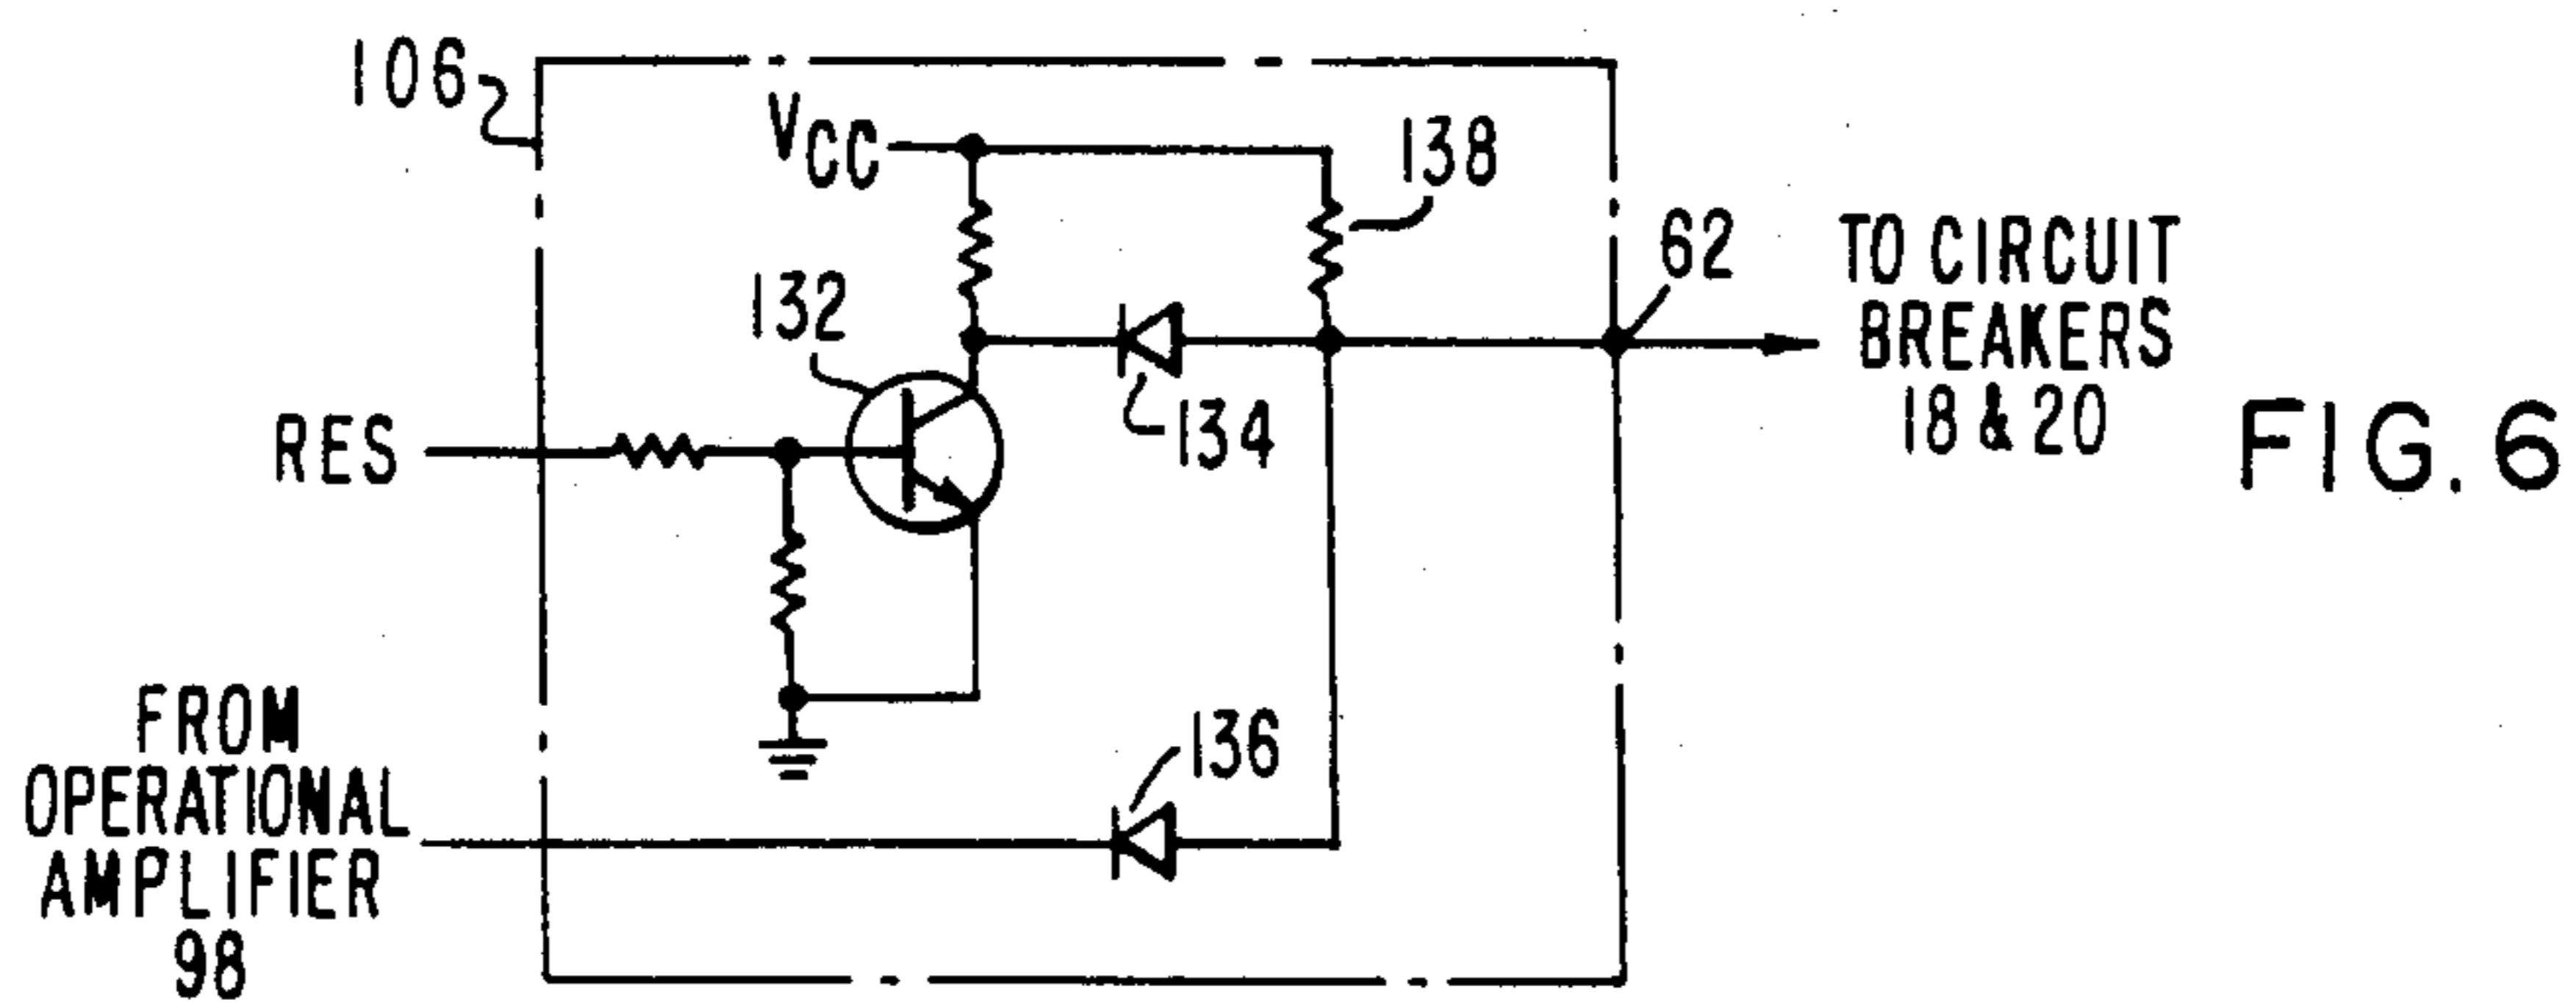 106
VCC
138
62
TO CIRCUIT
BREAKERS
18 & 20
132
134
RES
FIG. 6
136
FROM
OPERATIONAL
AMPLIFIER
98